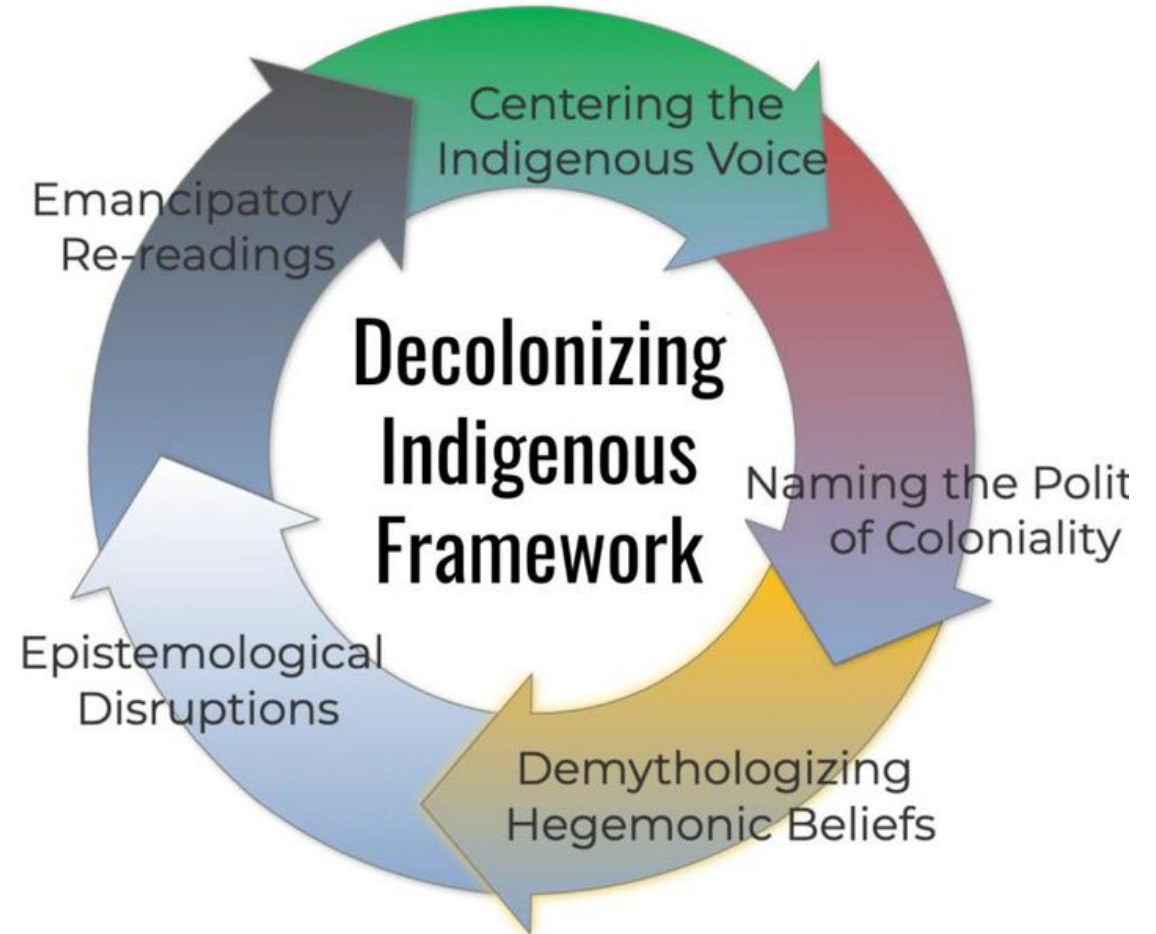 Centering the
Indigenous Voice
Naming the Polit
of Coloniality
Demythologizing
Hegemonic Beliefs
Epistemological
Disruptions
Emancipatory
Re-readings
Decolonizing
Indigenous
Framework